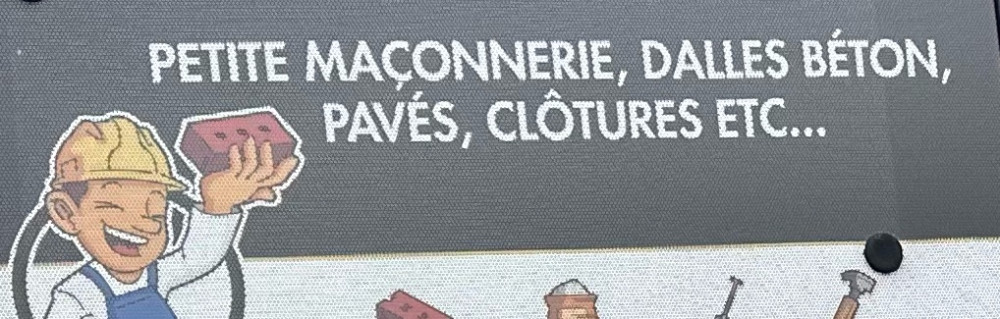 PETITE MAÇONNERIE, DALLES BÉTON,
PAVÉS, CLÔTURES ETC...